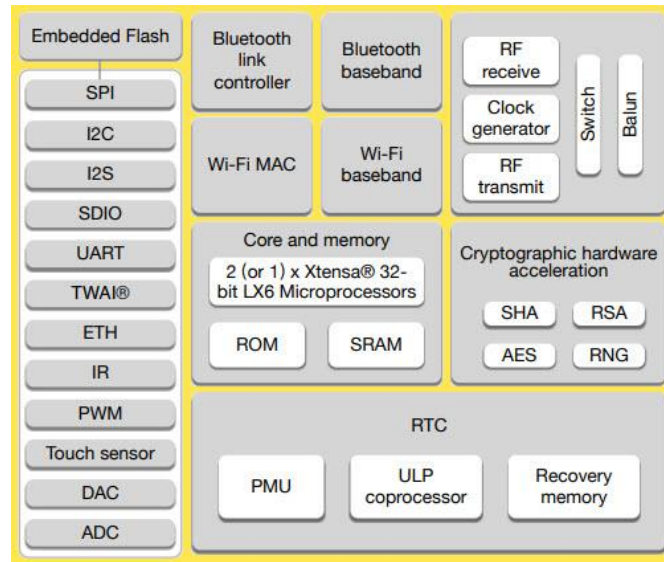 Embedded Flash
SPI
I2C
I2S
SDIO
UART
TWAI®
ETH
IR
PWM
Touch sensor
DAC
ADC
Bluetooth
link
controller
Bluetooth
baseband
Wi-Fi MAC
Wi-Fi
baseband
RF
receive
Clock
generator
RF
transmit
Switch
Balun
Core and memory
2 (or 1) x Xtensa® 32-
bit LX6 Microprocessors
ROM
SRAM
Cryptographic hardware
acceleration
SHA
RSA
AES
RNG
RTC
PMU
ULP
coprocessor
Recovery
memory